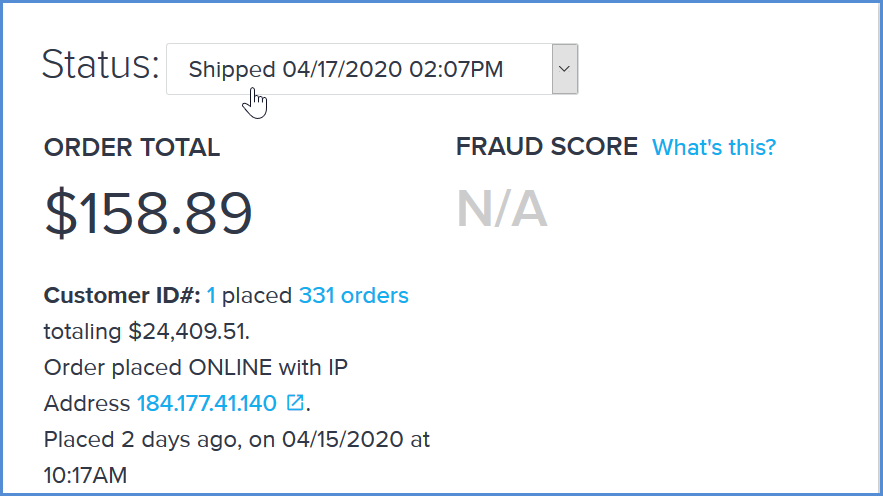 Status: Shipped 04/17/2020 02:07PM
ORDER TOTAL
$158.89
FRAUD SCORE What's this?
N/A
Customer ID#: 1 placed 331 orders
totaling $24,409.51.
Order placed ONLINE with IP
Address 184.177.41.140.
Placed 2 days ago, on 04/15/2020 at
10:17AM